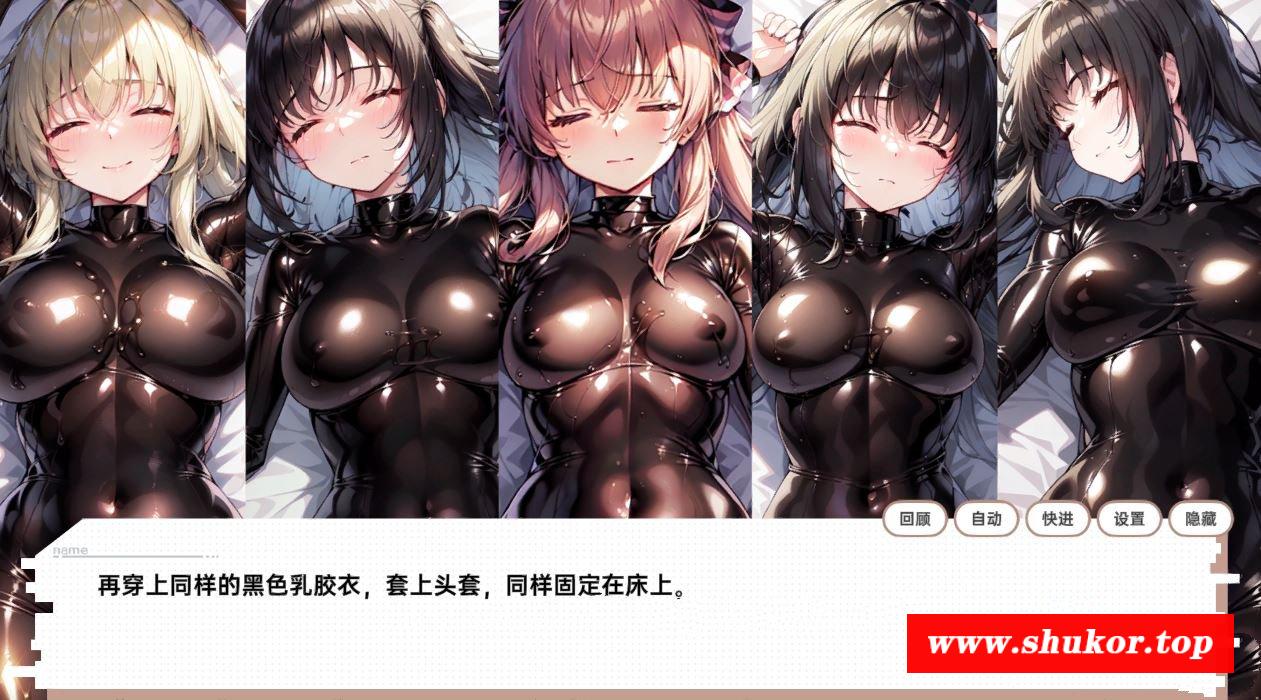 回顾
自动
快进
设置
隐藏
name
再穿上同样的黑色乳胶衣，套上头套，同样固定在床上。
www.shukor.top